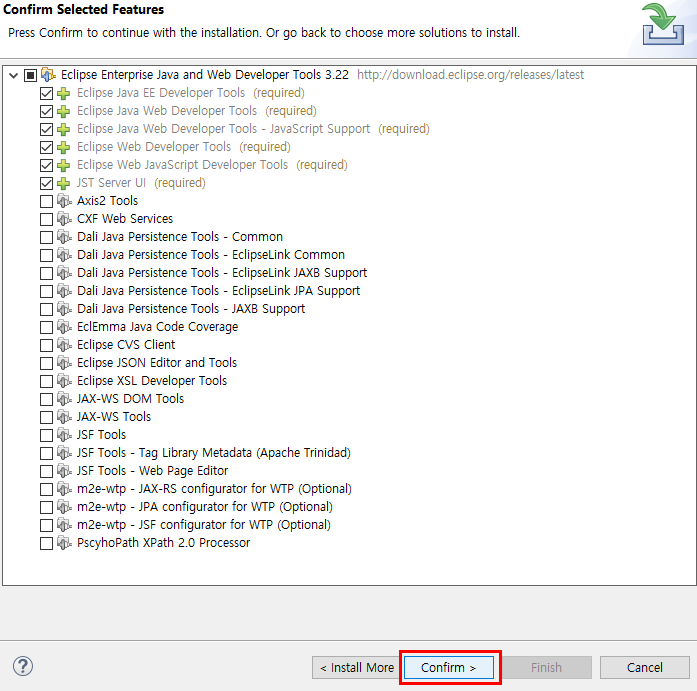 Confirm Selected Features
Press Confirm to continue with the installation. Or go back to choose more solutions to install.
Eclipse Enterprise Java and Web Developer Tools 3.22 http://download.eclipse.org/releases/latest
Eclipse Java EE Developer Tools (required)
Eclipse Java Web Developer Tools (required)
Eclipse Java Web Developer Tools - JavaScript Support (required)
Eclipse Web Developer Tools (required)
Eclipse Web JavaScript Developer Tools (required)
JST Server UI (required)
Axis2 Tools
CXF Web Services
Dali Java Persistence Tools - Common
Dali Java Persistence Tools - EclipseLink Common
Dali Java Persistence Tools - EclipseLink JAXB Support
Dali Java Persistence Tools - EclipseLink JPA Support
Dali Java Persistence Tools - JAXB Support
EclEmma Java Code Coverage
Eclipse CVS Client
Eclipse JSON Editor and Tools
Eclipse XSL Developer Tools
JAX-WS DOM Tools
JAX-WS Tools
JSF Tools
JSF Tools - Tag Library Metadata (Apache Trinidad)
JSF Tools - Web Page Editor
m2e-wtp - JAX-RS configurator for WTP (Optional)
m2e-wtp - JPA configurator for WTP (Optional)
m2e-wtp - JSF configurator for WTP (Optional)
PscyhoPath XPath 2.0 Processor
? < Install More Confirm > Finish Cancel